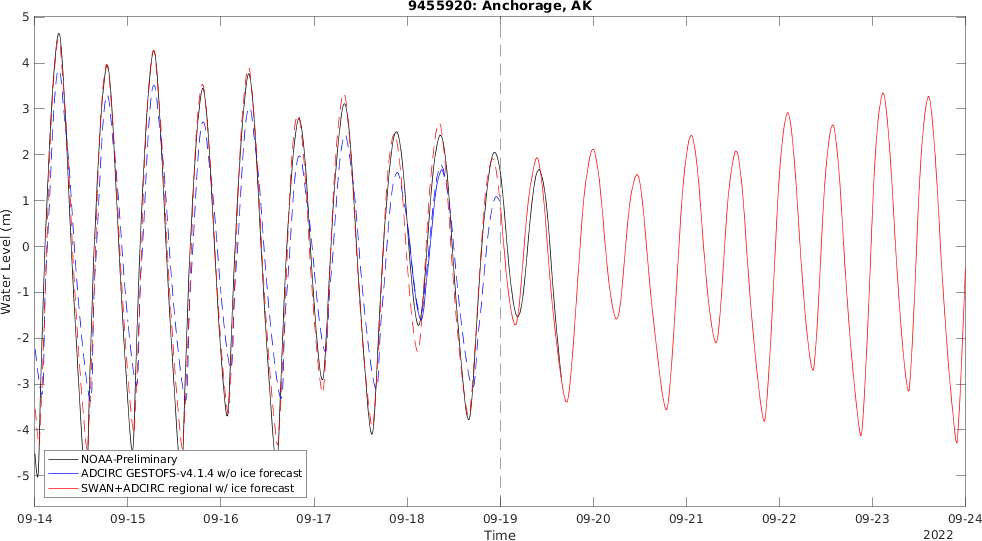 9455920: Anchorage, AK
5
4
3
2
1
0
-1
-2
-3
-4
-5
Water Level (m)
NOAA-Preliminary
ADCIRC GESTOFS-v4.1.4 w/o ice forecast
SWAN+ADCIRC regional w/ ice forecast
09-14 09-15 09-16 09-17 09-18 09-19 09-20 09-21 09-22 09-23 09-24
Time
2022